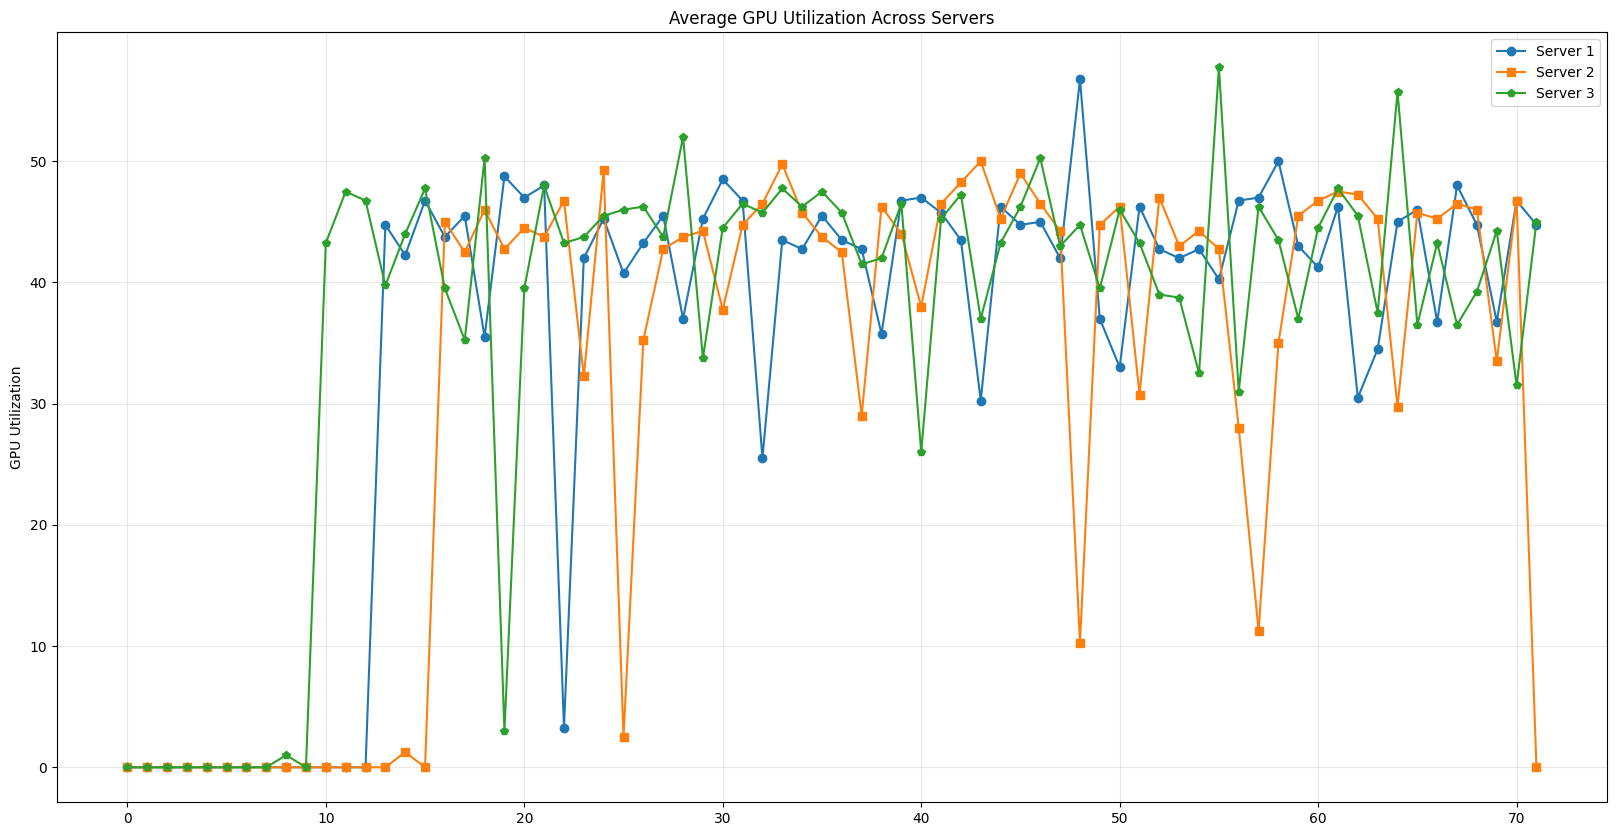 Average GPU Utilization Across Servers
Server 1
Server 2
Server 3
GPU Utilization
50
40
30
20
10
0
0 10 20 30 40 50 60 70